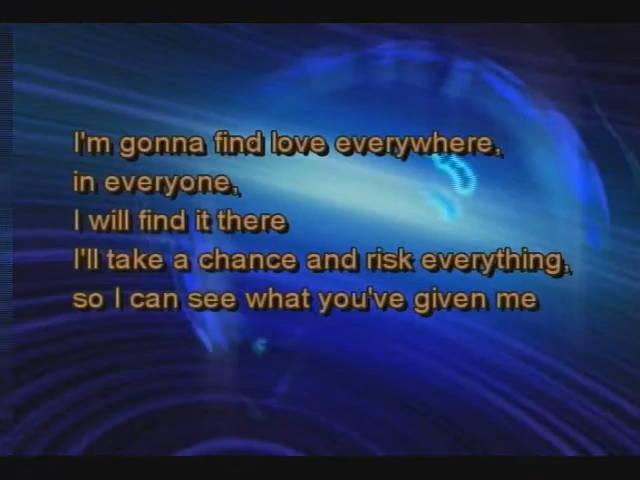 I'm gonna find love everywhere,
in everyone,
I will find it there
I'll take a chance and risk everything,
so I can see what you've given me